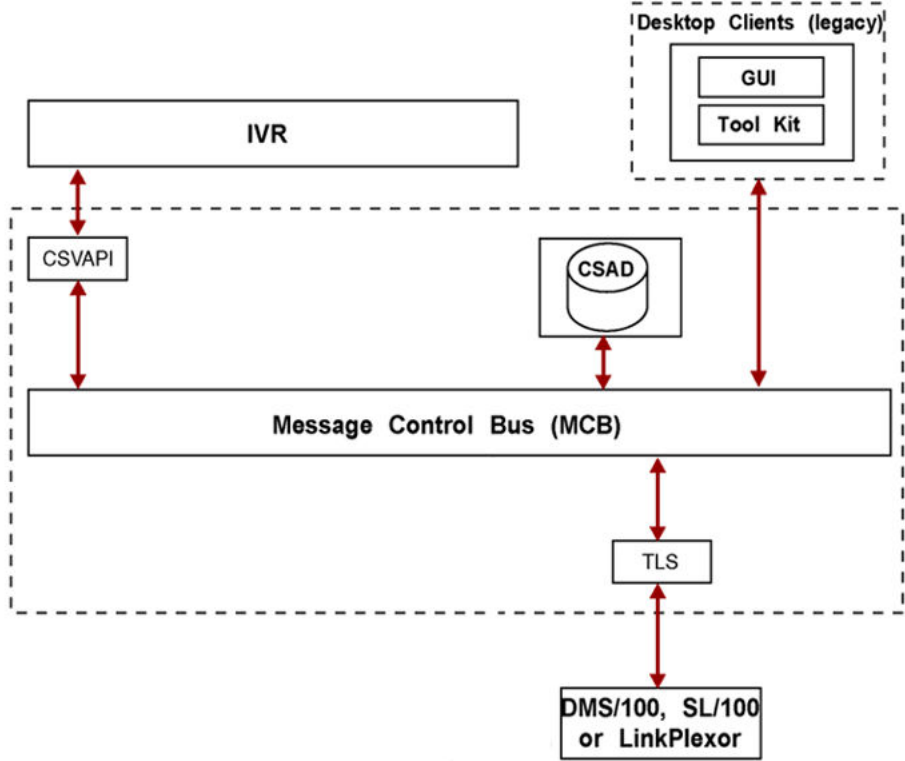 Desktop Clients (legacy)
GUI
Tool Kit
IVR
CSVAPI
CSAD
Message Control Bus (MCB)
TLS
DMS/100, SL/100
or LinkPlexor